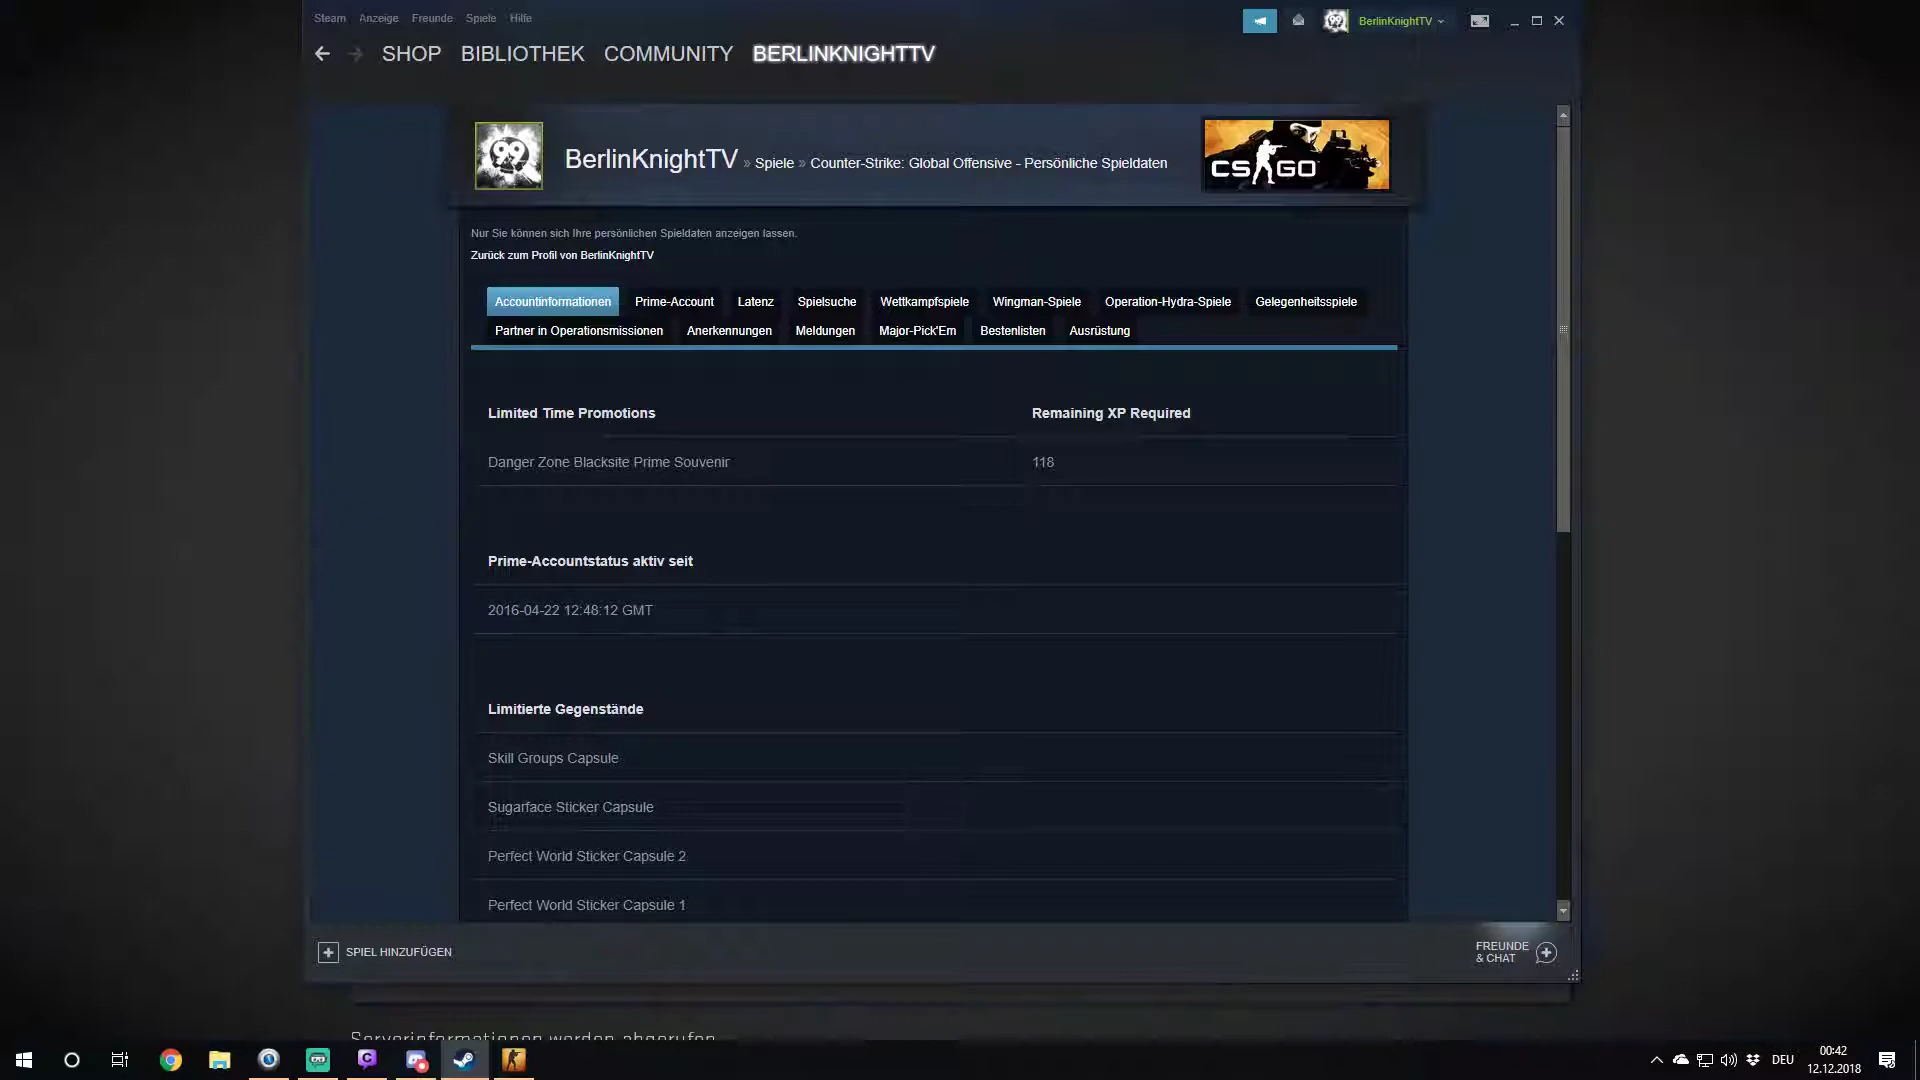 Steam Anzeige Freunde Spiele Hilfe
99 BerlinKnightTV
SHOP BIBLIOTHEK COMMUNITY BERLINKNIGHTTV
99 BerlinKnightTV » Spiele » Counter-Strike: Global Offensive - Persönliche Spieldaten
CS GO
Nur Sie können sich Ihre persönlichen Spieldaten anzeigen lassen.
Zurück zum Profil von BerlinKnightTV
Accountinformationen Prime-Account Latenz Spielsuche Wettkampfspiele Wingman-Spiele Operation-Hydra-Spiele Gelegenheitsspiele
Partner in Operationsmissionen Anerkennungen Meldungen Major-Pick'Em Bestenlisten Ausrüstung
Limited Time Promotions Remaining XP Required
Danger Zone Blacksite Prime Souvenir 118
Prime-Accountstatus aktiv seit
2016-04-22 12:48:12 GMT
Limitierte Gegenstände
Skill Groups Capsule
Sugarface Sticker Capsule
Perfect World Sticker Capsule 2
Perfect World Sticker Capsule 1
SPIEL HINZUFÜGEN
FREUNDE
& CHAT
Serverinformationen werden abgerufen
DEU
00:42
12.12.2018